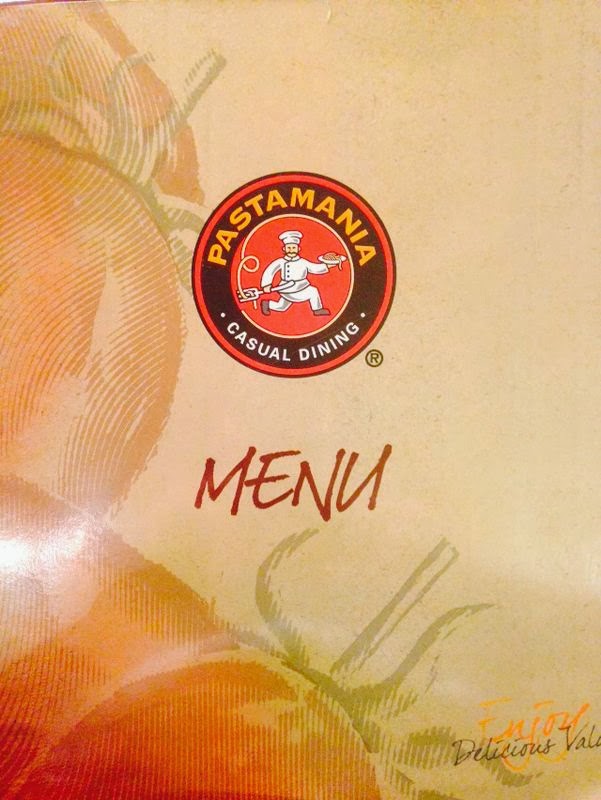 PASTAMANIA
· CASUAL DINING ·
®
MENU
Enjoy
Delicious